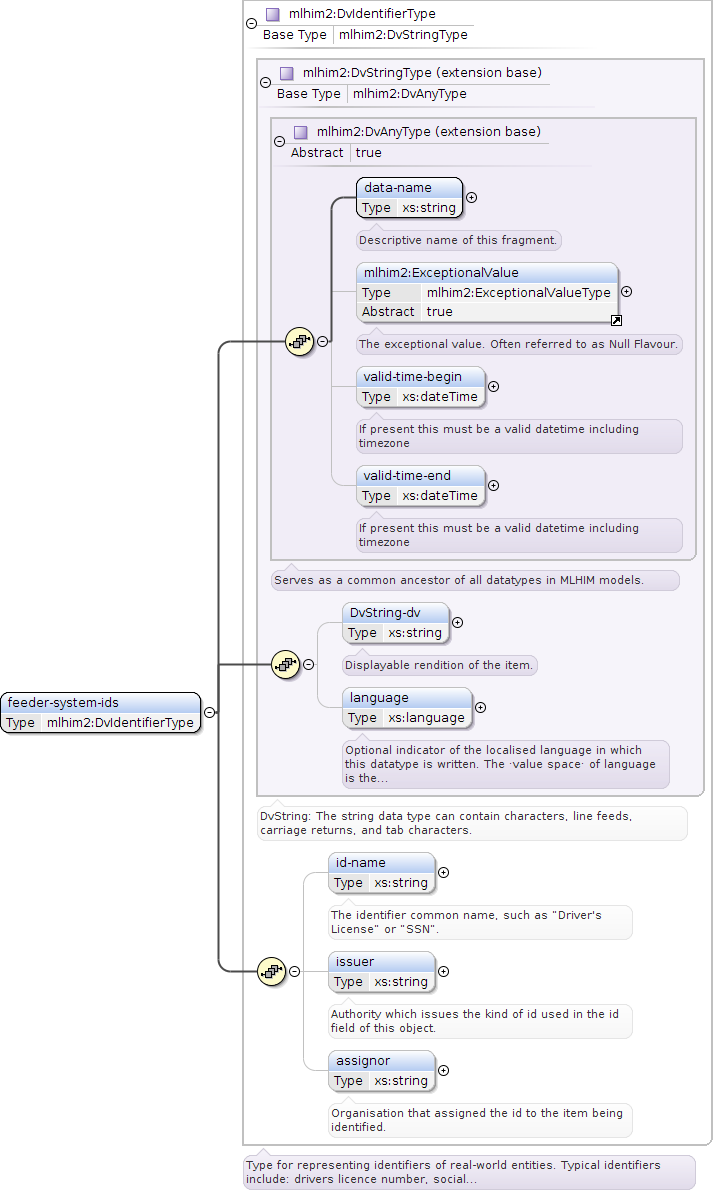 mlhim2:DvIdentifierType
Base Type mlhim2:DvStringType
mlhim2:DvStringType (extension base)
Base Type mlhim2:DvAnyType
mlhim2:DvAnyType (extension base)
Abstract true
data-name
Type xs:string
Descriptive name of this fragment.
mlhim2:ExceptionalValue
Type mlhim2:ExceptionalValueType
Abstract true
The exceptional value. Often referred to as Null Flavour.
valid-time-begin
Type xs:dateTime
If present this must be a valid datetime including
timezone
valid-time-end
Type xs:dateTime
If present this must be a valid datetime including
timezone
Serves as a common ancestor of all datatypes in MLHIM models.
DvString-dv
Type xs:string
Displayable rendition of the item.
language
Type xs:language
Optional indicator of the localised language in which
this datatype is written. The ·value space· of language
is the...
feeder-system-ids
Type mlhim2:DvIdentifierType
DvString: The string data type can contain characters, line feeds,
carriage returns, and tab characters.
id-name
Type xs:string
The identifier common name, such as "Driver's
License" or "SSN".
issuer
Type xs:string
Authority which issues the kind of id used in the id
field of this object.
assignor
Type xs:string
Organisation that assigned the id to the item being
identified.
Type for representing identifiers of real-world entities. Typical identifiers
include: drivers licence number, social...